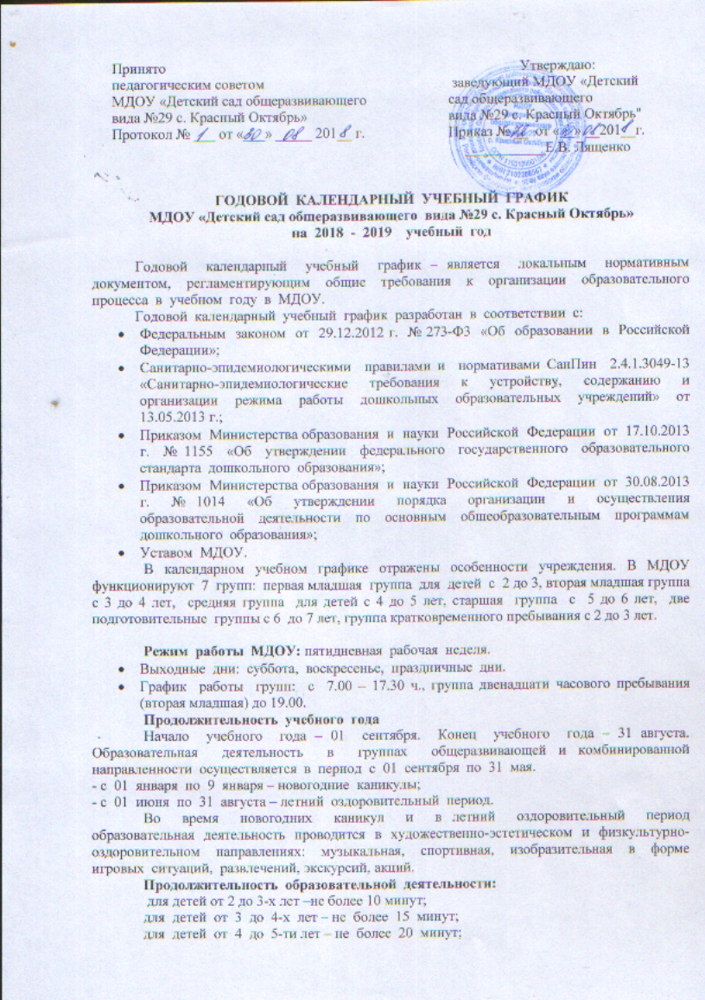 Принято
педагогическим советом
МДОУ «Детский сад общеразвивающего
вида №29 с. Красный Октябрь»
Протокол № 1 от «30» 08 2018 г.
Утверждаю:
заведующий МДОУ «Детский
сад общеразвивающего
вида №29 с. Красный Октябрь"
Приказ № от « » 08 2018 г.
Е.В. Лященко
ГОДОВОЙ КАЛЕНДАРНЫЙ УЧЕБНЫЙ ГРАФИК
МДОУ «Детский сад общеразвивающего вида №29 с. Красный Октябрь»
на 2018 - 2019 учебный год
Годовой календарный учебный график – является локальным нормативным
документом, регламентирующим общие требования к организации образовательного
процесса в учебном году в МДОУ.
Годовой календарный учебный график разработан в соответствии с:
• Федеральным законом от 29.12.2012 г. № 273-ФЗ «Об образовании в Российской
Федерации»;
• Санитарно-эпидемиологическими правилами и нормативами СанПин 2.4.1.3049-13
«Санитарно-эпидемиологические требования к устройству, содержанию и
организации режима работы дошкольных образовательных учреждений» от
13.05.2013 г.;
• Приказом Министерства образования и науки Российской Федерации от 17.10.2013
г. № 1155 «Об утверждении федерального государственного образовательного
стандарта дошкольного образования»;
• Приказом Министерства образования и науки Российской Федерации от 30.08.2013
г. № 1014 «Об утверждении порядка организации и осуществления
образовательной деятельности по основным общеобразовательным программам
дошкольного образования»;
• Уставом МДОУ.
В календарном учебном графике отражены особенности учреждения. В МДОУ
функционируют 7 групп: первая младшая группа для детей с 2 до 3, вторая младшая группа
с 3 до 4 лет, средняя группа для детей с 4 до 5 лет, старшая группа с 5 до 6 лет, две
подготовительные группы с 6 до 7 лет, группа кратковременного пребывания с 2 до 3 лет.
Режим работы МДОУ: пятидневная рабочая неделя.
• Выходные дни: суббота, воскресенье, праздничные дни.
• График работы групп: с 7.00 – 17.30 ч., группа двенадцати часового пребывания
(вторая младшая) до 19.00.
Продолжительность учебного года
Начало учебного года – 01 сентября. Конец учебного года – 31 августа.
Образовательная деятельность в группах общеразвивающей и комбинированной
направленности осуществляется в период с 01 сентября по 31 мая.
- с 01 января по 9 января – новогодние каникулы;
- с 01 июня по 31 августа – летний оздоровительный период.
Во время новогодних каникул и в летний оздоровительный период
образовательная деятельность проводится в художественно-эстетическом и физкультурно-
оздоровительном направлениях: музыкальная, спортивная, изобразительная в форме
игровых ситуаций, развлечений, экскурсий, акций.
Продолжительность образовательной деятельности:
для детей от 2 до 3-х лет –не более 10 минут;
для детей от 3 до 4-х лет – не более 15 минут;
для детей от 4 до 5-ти лет – не более 20 минут;